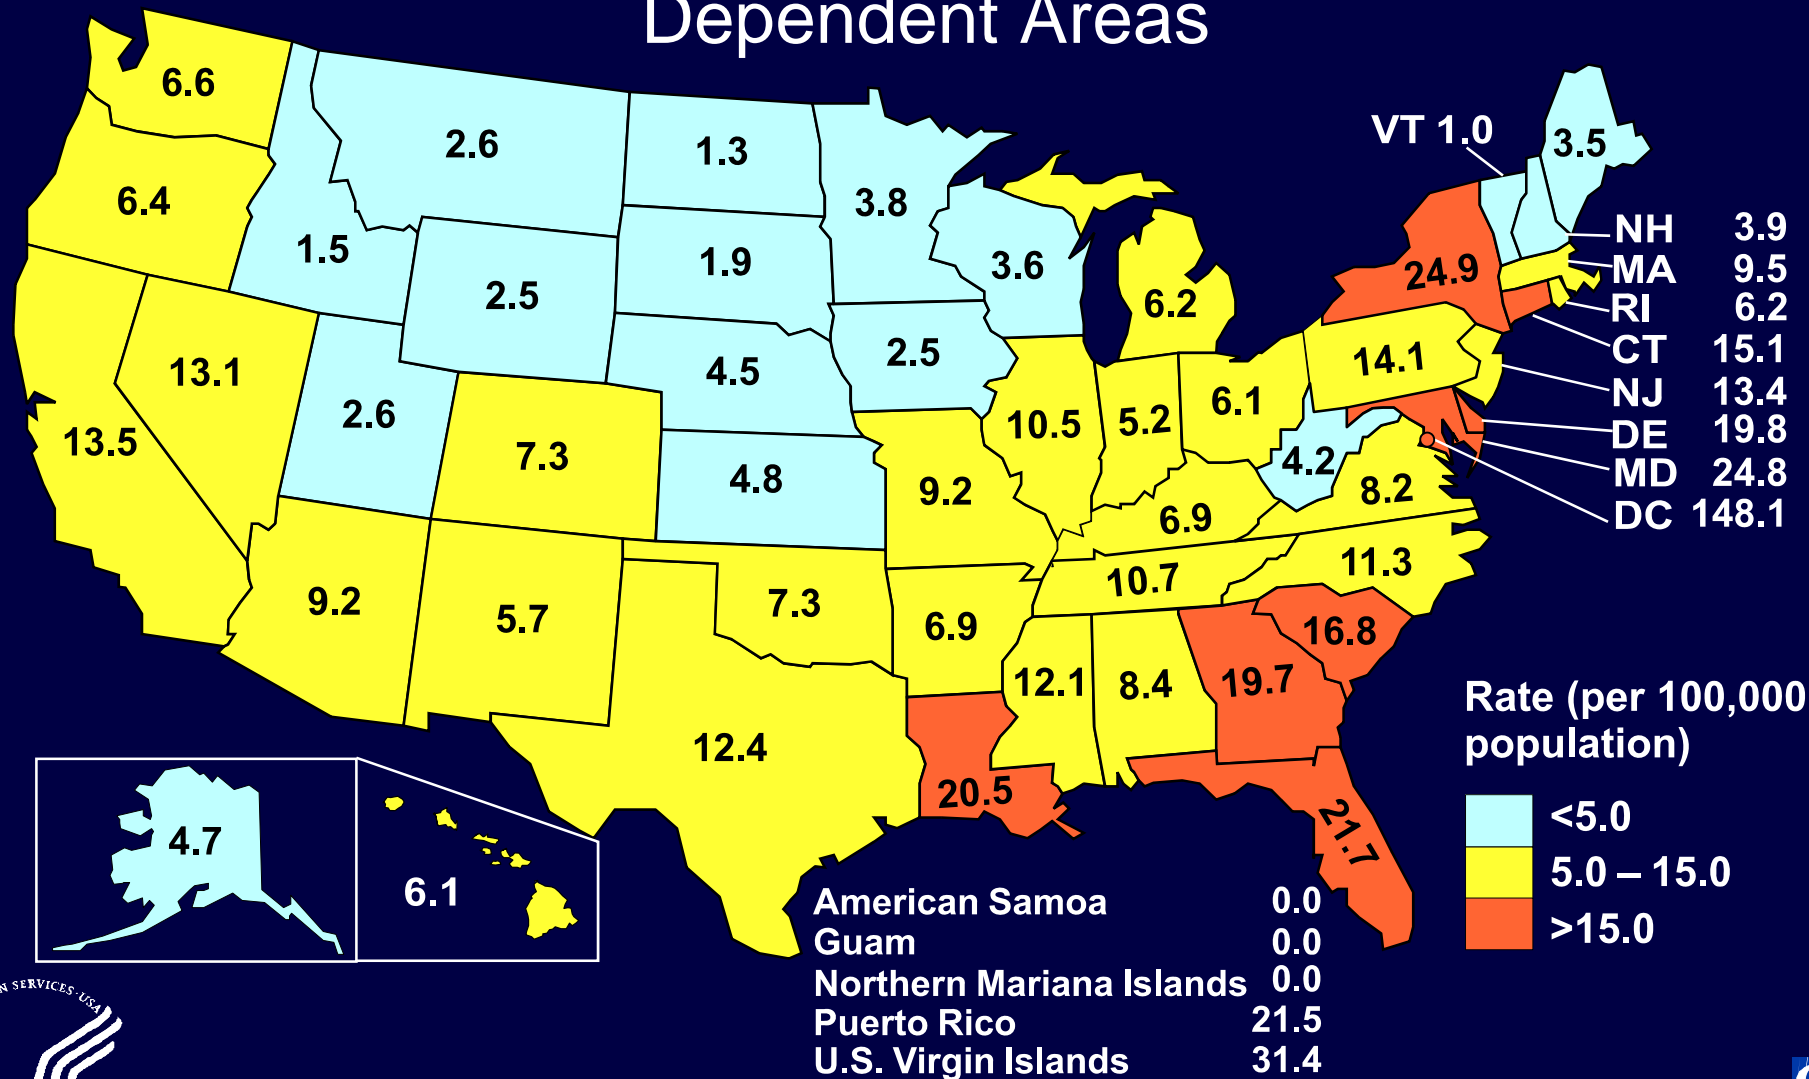 Dependent Areas
6.6
2.6
1.3
VT 1.0
3.5
6.4
3.8
1.5
1.9
3.6
24.9
NH 3.9
MA 9.5
RI 6.2
CT 15.1
NJ 13.4
DE 19.8
MD 24.8
DC 148.1
2.5
6.2
13.1
4.5
2.5
14.1
2.6
6.1
13.5
7.3
4.8
10.5
5.2
4.2
9.2
8.2
6.9
11.3
9.2
5.7
7.3
10.7
6.9
16.8
12.1
8.4
19.7
12.4
20.5
21.7
4.7
6.1
Rate (per 100,000
population)
<5.0
5.0 – 15.0
>15.0
American Samoa 0.0
Guam 0.0
Northern Mariana Islands 0.0
Puerto Rico 21.5
U.S. Virgin Islands 31.4
N SERVICES · USA